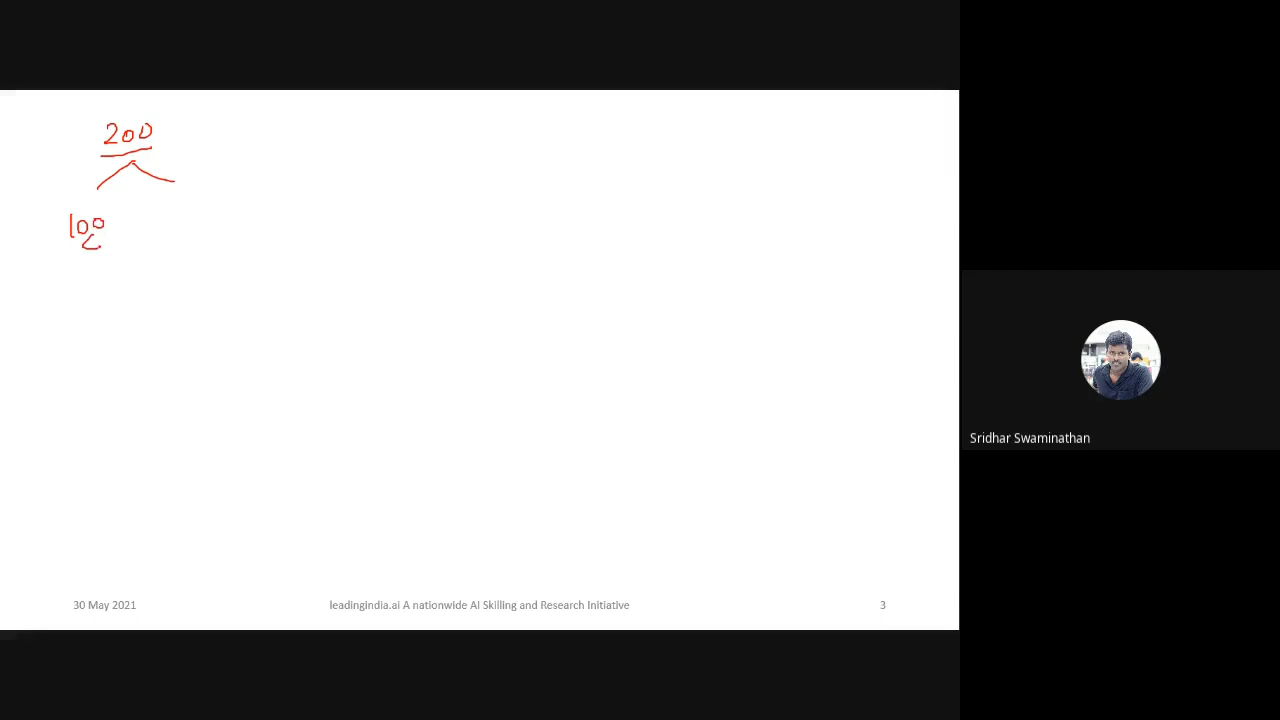 200
100
Sridhar Swaminathan
30 May 2021 leadingindia.ai A nationwide AI Skilling and Research Initiative 3